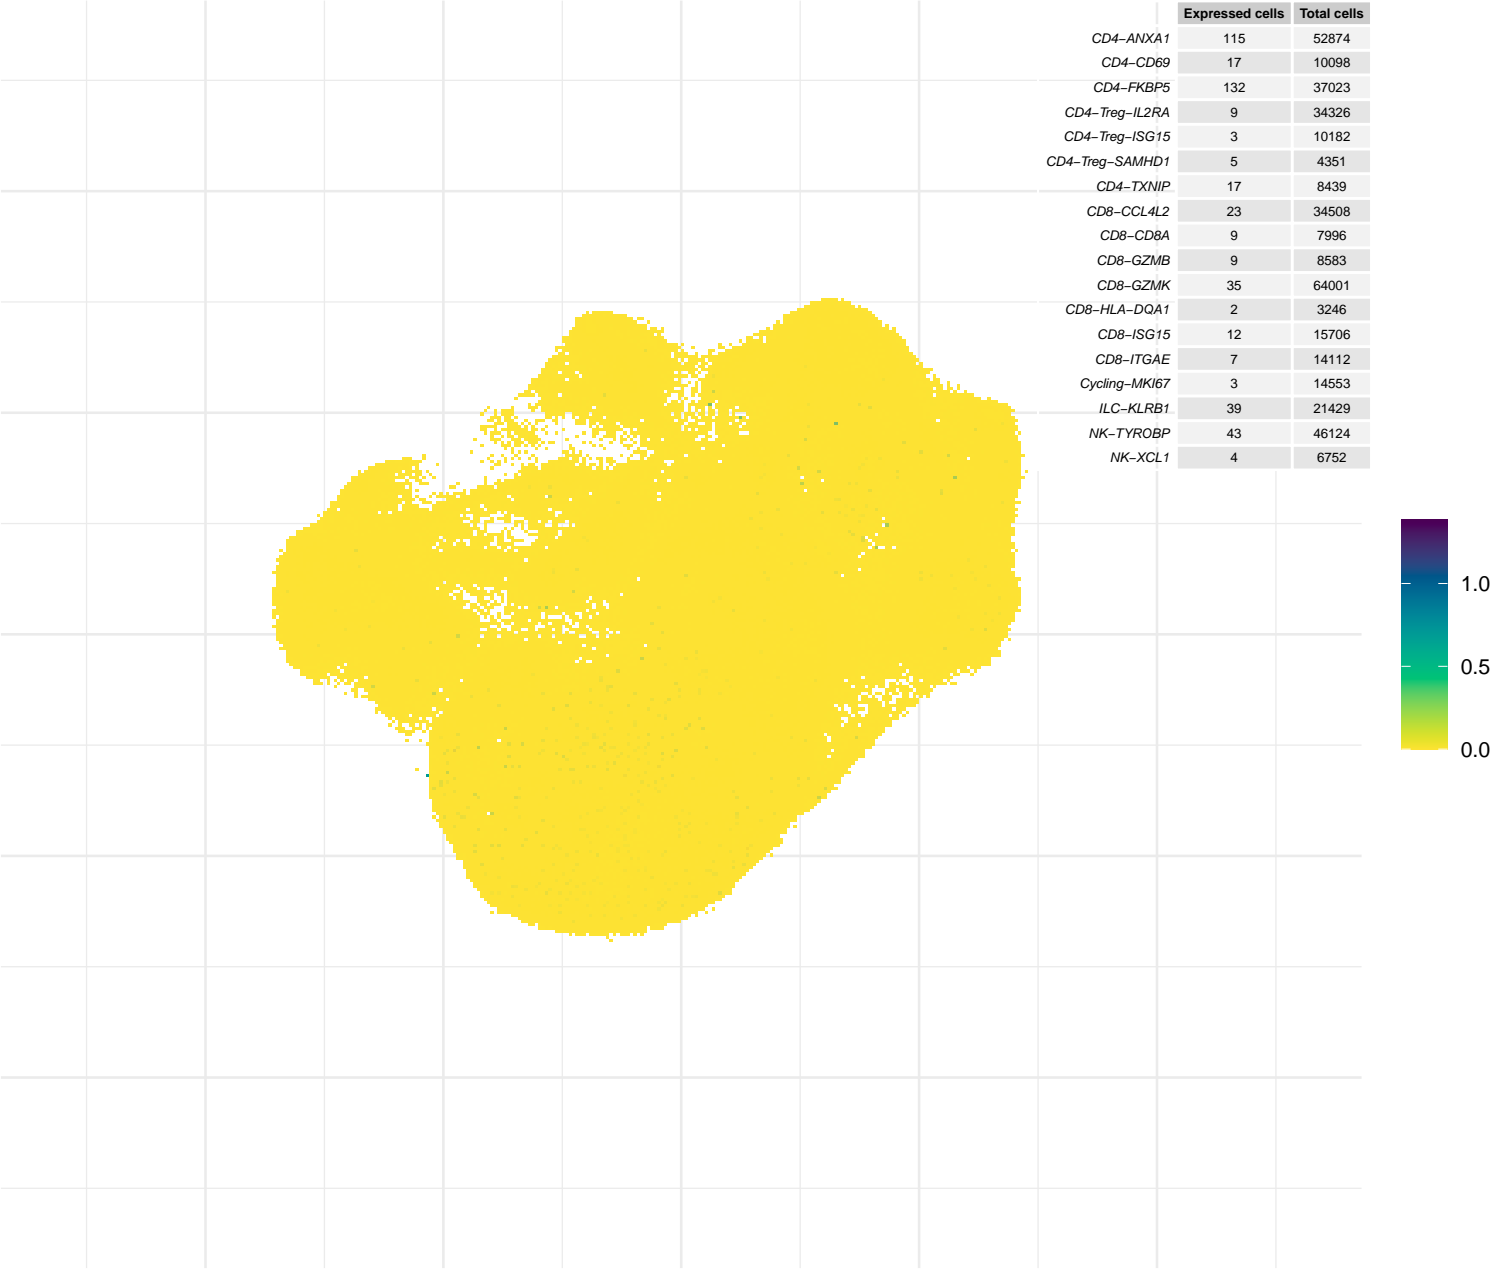 Expressed cells Total cells
CD4−ANXA1 115 52874
CD4−CD69 17 10098
CD4−FKBP5 132 37023
CD4−Treg−IL2RA 9 34326
CD4−Treg−ISG15 3 10182
CD4−Treg−SAMHD1 5 4351
CD4−TXNIP 17 8439
CD8−CCL4L2 23 34508
CD8−CD8A 9 7996
CD8−GZMB 9 8583
CD8−GZMK 35 64001
CD8−HLA−DQA1 2 3246
CD8−ISG15 12 15706
CD8−ITGAE 7 14112
Cycling−MKI67 3 14553
ILC−KLRB1 39 21429
NK−TYROBP 43 46124
NK−XCL1 4 6752
1.0
0.5
0.0